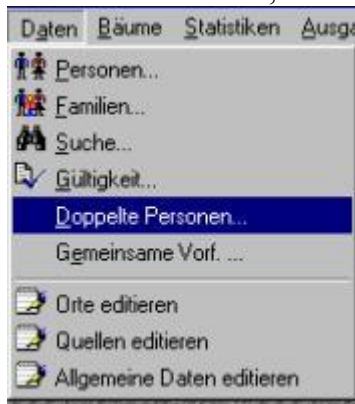 Daten Bäume Statistiken Ausga
Personen...
Familien...
Suche...
Gültigkeit...
Doppelte Personen...
Gemeinsame Vorf. ...
Orte editieren
Quellen editieren
Allgemeine Daten editieren